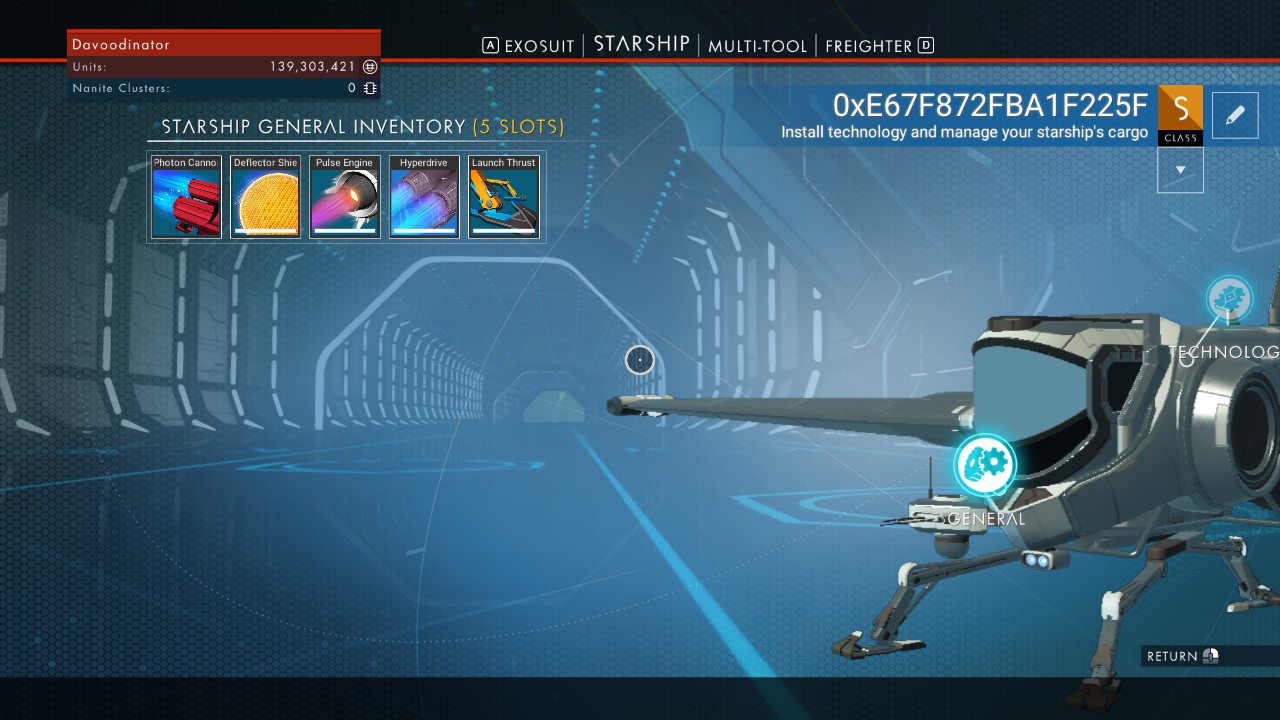 Davoodinator
Units: 139,303,421
Nanite Clusters: 0
A EXOSUIT STARSHIP MULTI-TOOL FREIGHTER D
STARSHIP GENERAL INVENTORY (5 SLOTS)
0xE67F872FBA1F225F
Install technology and manage your starship's cargo
S
CLASS
Photon Canno Deflector Shie Pulse Engine Hyperdrive Launch Thrust
TECHNOLOG
GENERAL
RETURN